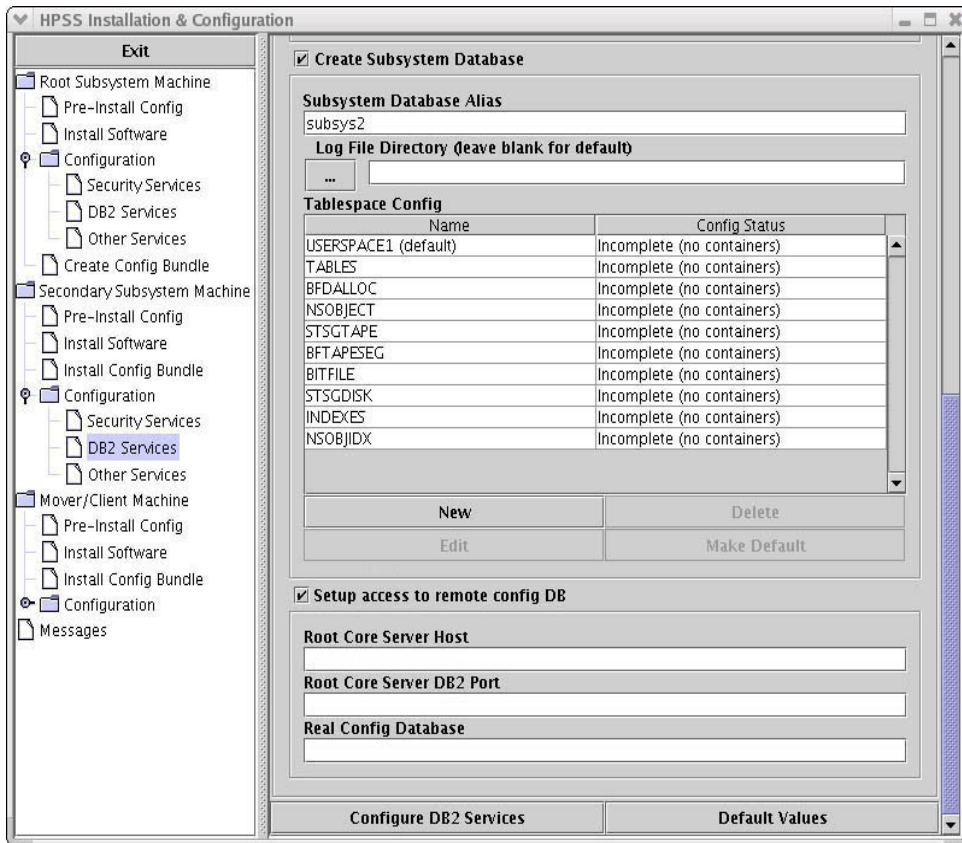 HPSS Installation & Configuration
Exit
Root Subsystem Machine
Pre-Install Config
Install Software
Configuration
Security Services
DB2 Services
Other Services
Create Config Bundle
Secondary Subsystem Machine
Pre-Install Config
Install Software
Install Config Bundle
Configuration
Security Services
DB2 Services
Other Services
Mover/Client Machine
Pre-Install Config
Install Software
Install Config Bundle
Configuration
Messages
Create Subsystem Database
Subsystem Database Alias
subsys2
Log File Directory (leave blank for default)
...
Tablespace Config
Name Config Status
USERSPACE1 (default) Incomplete (no containers)
TABLES Incomplete (no containers)
BFDALLOC Incomplete (no containers)
NSOBJECT Incomplete (no containers)
STSGTAPE Incomplete (no containers)
BFTAPESEG Incomplete (no containers)
BITFILE Incomplete (no containers)
STSGDISK Incomplete (no containers)
INDEXES Incomplete (no containers)
NSOBJIDX Incomplete (no containers)
New Delete
Edit Make Default
Setup access to remote config DB
Root Core Server Host
Root Core Server DB2 Port
Real Config Database
Configure DB2 Services Default Values